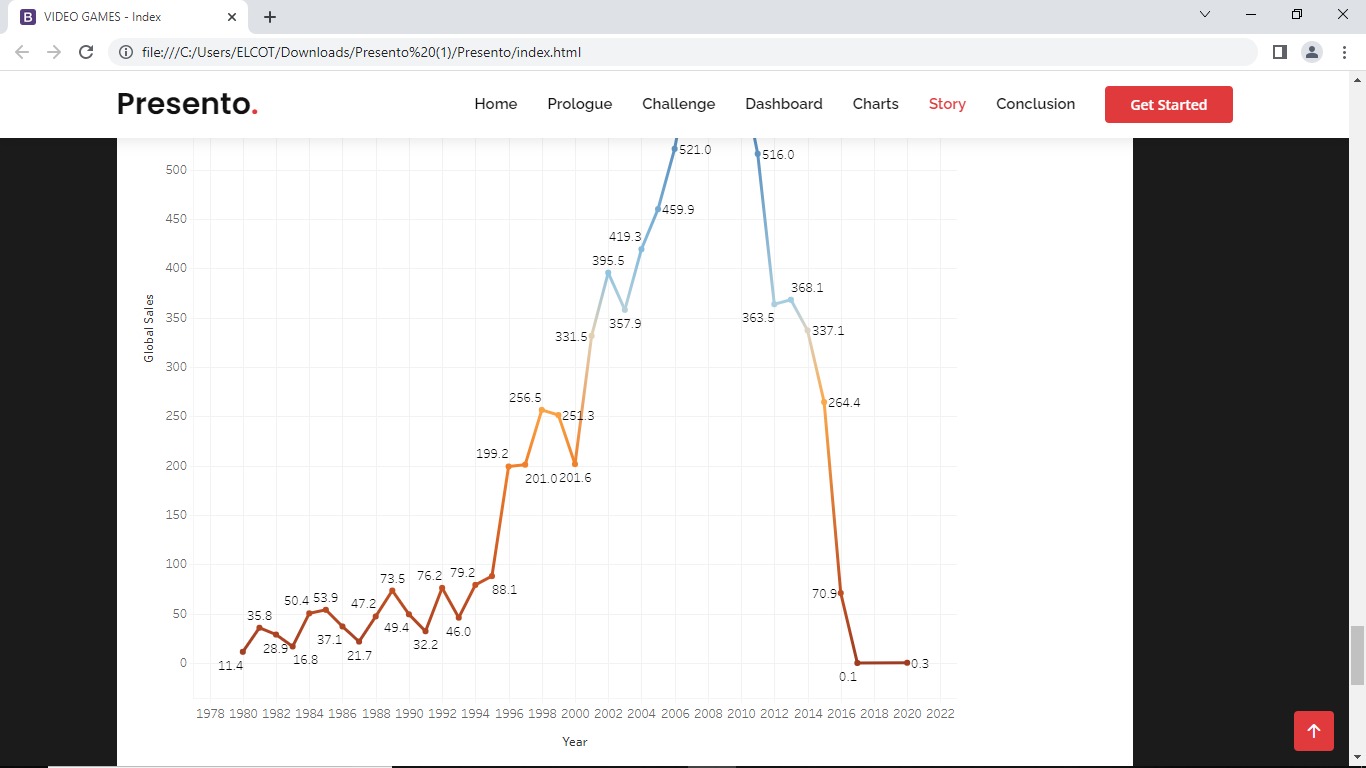 VIDEO GAMES - Index
file:///C:/Users/ELCOT/Downloads/Presento%20(1)/Presento/index.html
Presento. Home Prologue Challenge Dashboard Charts Story Conclusion Get Started
521.0 516.0
500
459.9
450
419.3
400
395.5
368.1
350 357.9 363.5
331.5 337.1
Global Sales
300
256.5 264.4
250 251.3
199.2
200
201.0 201.6
150
100
73.5 76.2 79.2
88.1 70.9
50.4 53.9 47.2
50
35.8 49.4 46.0
28.9 37.1 32.2
0
11.4 16.8 21.7 0.1 0.3
1978 1980 1982 1984 1986 1988 1990 1992 1994 1996 1998 2000 2002 2004 2006 2008 2010 2012 2014 2016 2018 2020 2022
Year